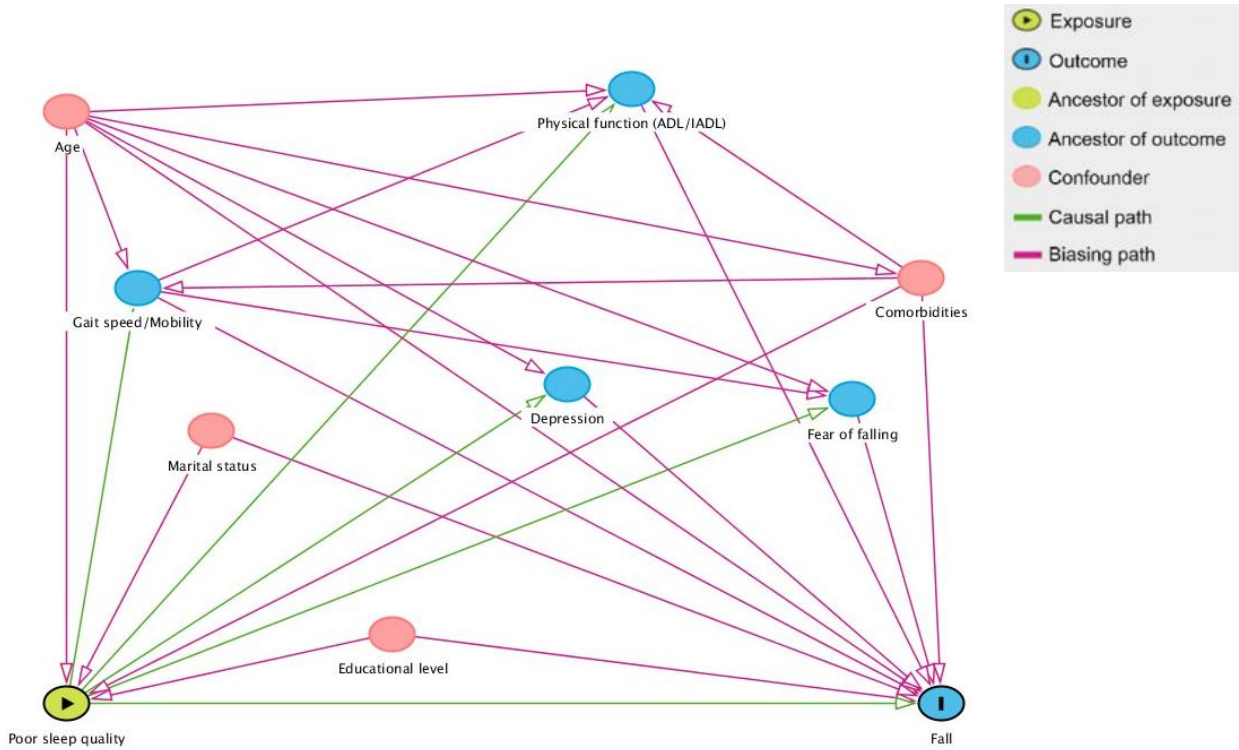 Exposure
Outcome
Ancestor of exposure
Ancestor of outcome
Confounder
Causal path
Biasing path
Physical function (ADL/IADL)
Age
Comorbidities
Gait speed/Mobility
Depression
Fear of falling
Marital status
Educational level
Poor sleep quality
Fall